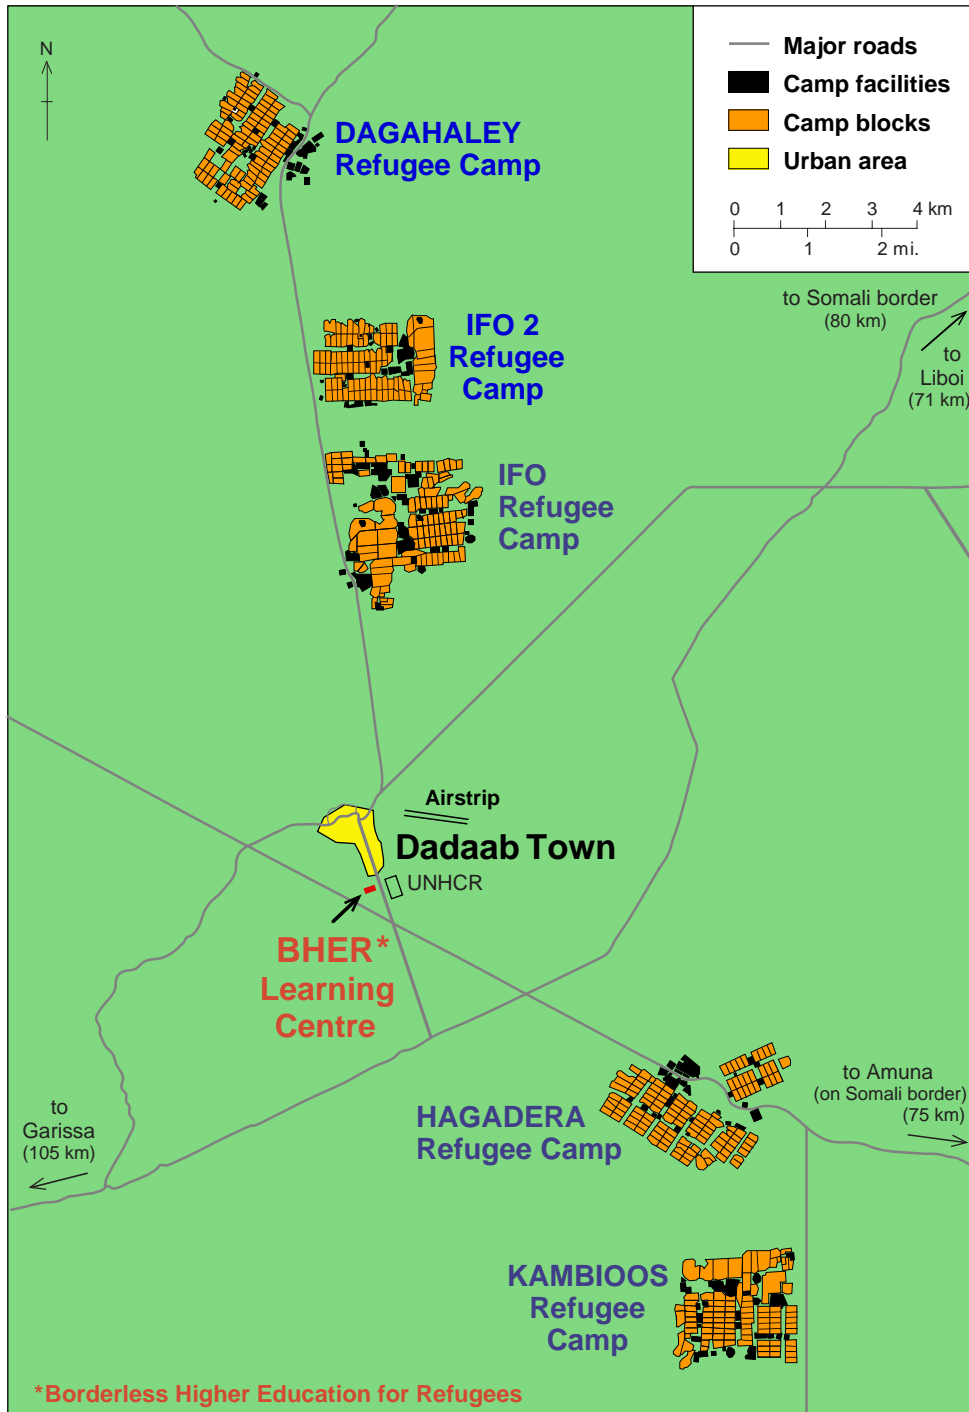 N
Major roads
Camp facilities
Camp blocks
Urban area
0 1 2 3 4 km
0 1 2 mi.
DAGAHALEY
Refugee Camp
to Somali border
(80 km)
to
Liboi
(71 km)
IFO 2
Refugee
Camp
IFO
Refugee
Camp
Airstrip
Dadaab Town
UNHCR
BHER*
Learning
Centre
to Amuna
(on Somali border)
(75 km)
HAGADERA
Refugee Camp
to
Garissa
(105 km)
KAMBIOOS
Refugee
Camp
*Borderless Higher Education for Refugees